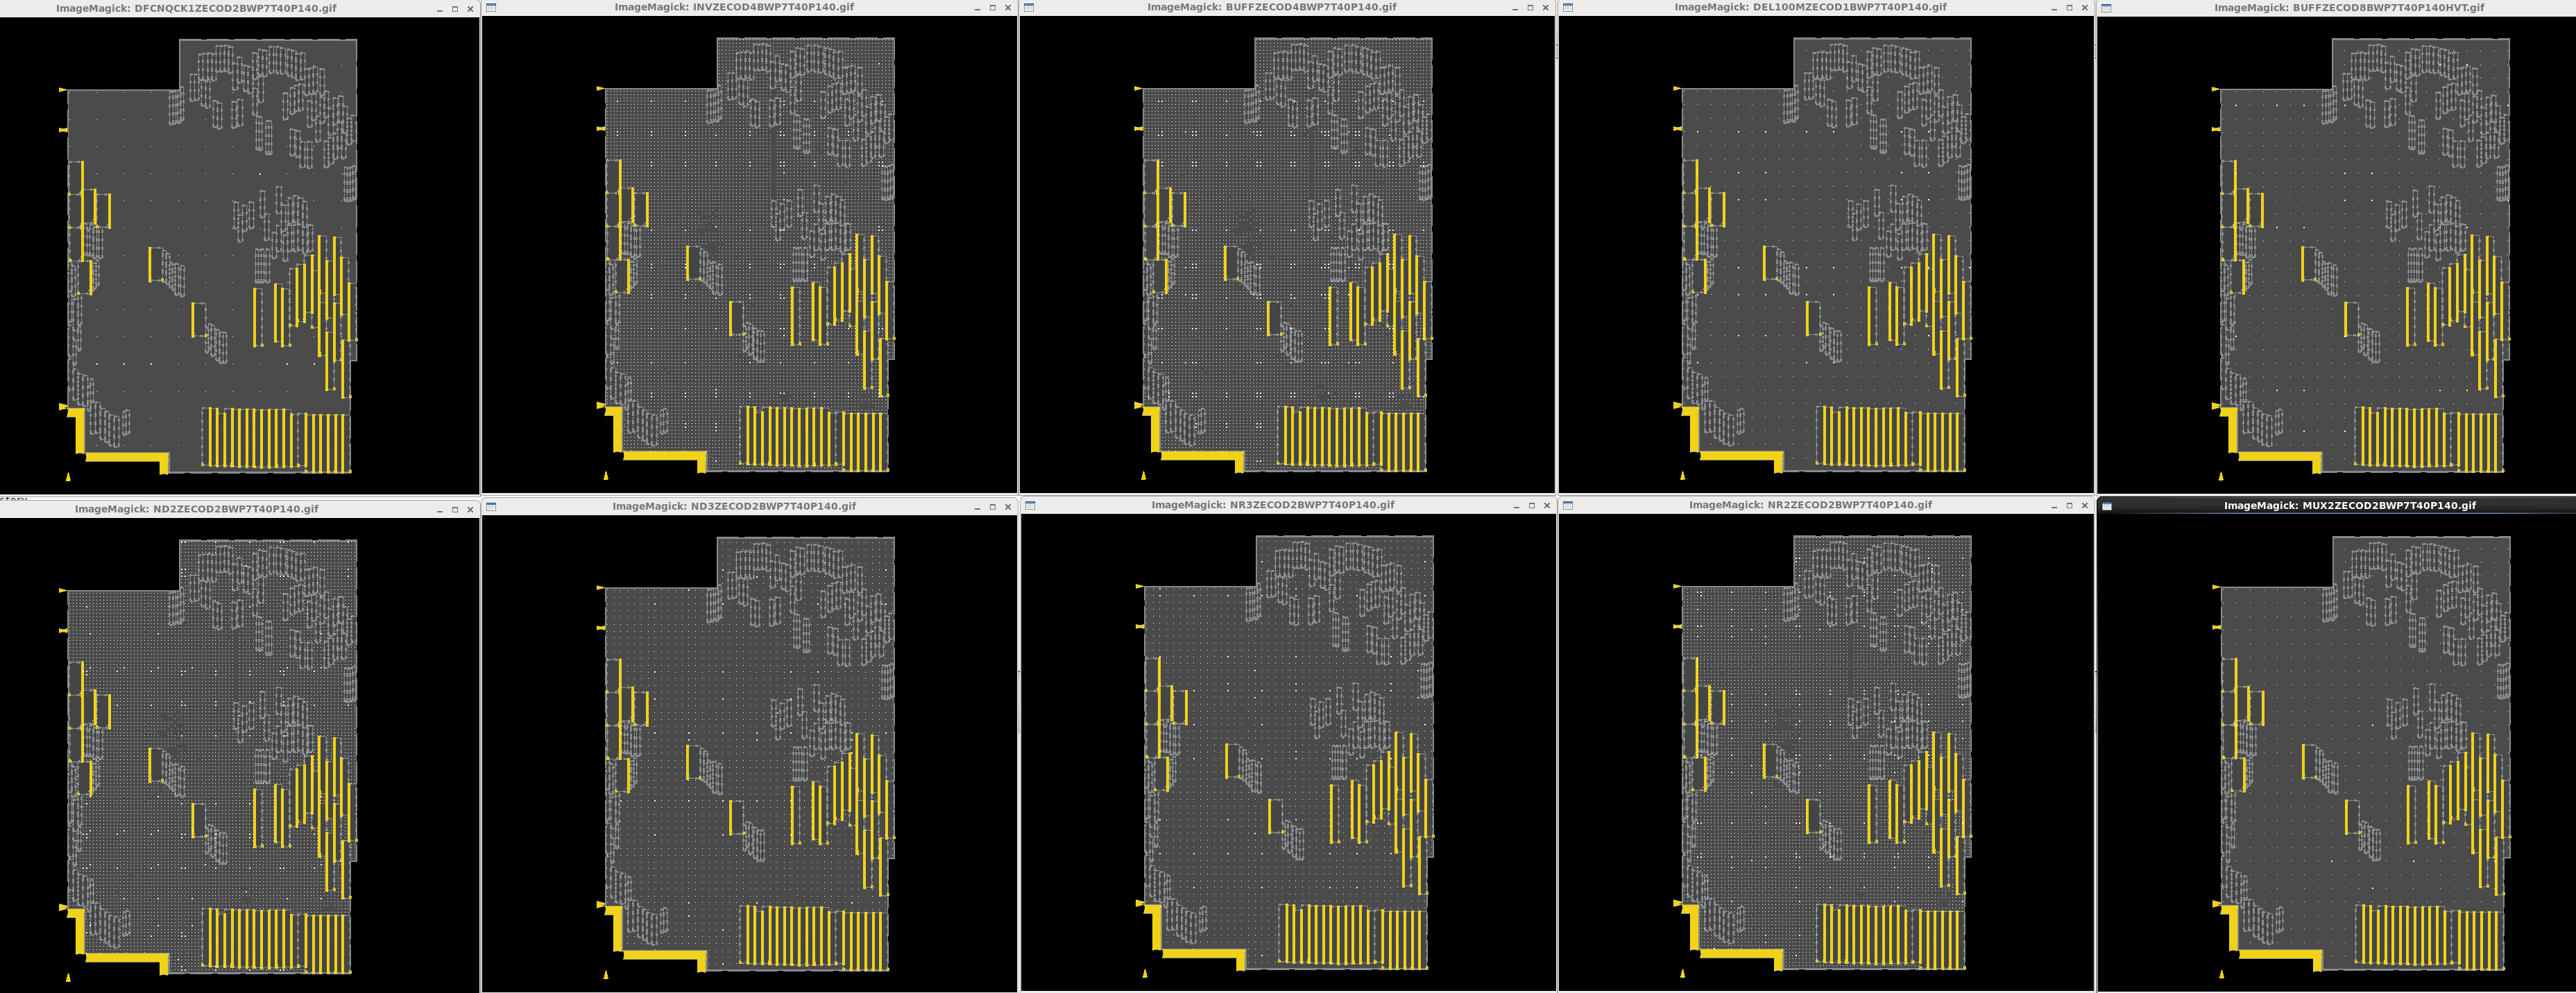 ImageMagick: DFCNQCK1ZECOD2BWP7T40P140.gif
ImageMagick: INVZECOD4BWP7T40P140.gif
ImageMagick: BUFFZECOD4BWP7T40P140.gif
ImageMagick: DEL100MZECOD1BWP7T40P140.gif
ImageMagick: BUFFZECOD8BWP7T40P140HVT.gif
ImageMagick: ND2ZECOD2BWP7T40P140.gif
ImageMagick: ND3ZECOD2BWP7T40P140.gif
ImageMagick: NR3ZECOD2BWP7T40P140.gif
ImageMagick: NR2ZECOD2BWP7T40P140.gif
ImageMagick: MUX2ZECOD2BWP7T40P140.gif